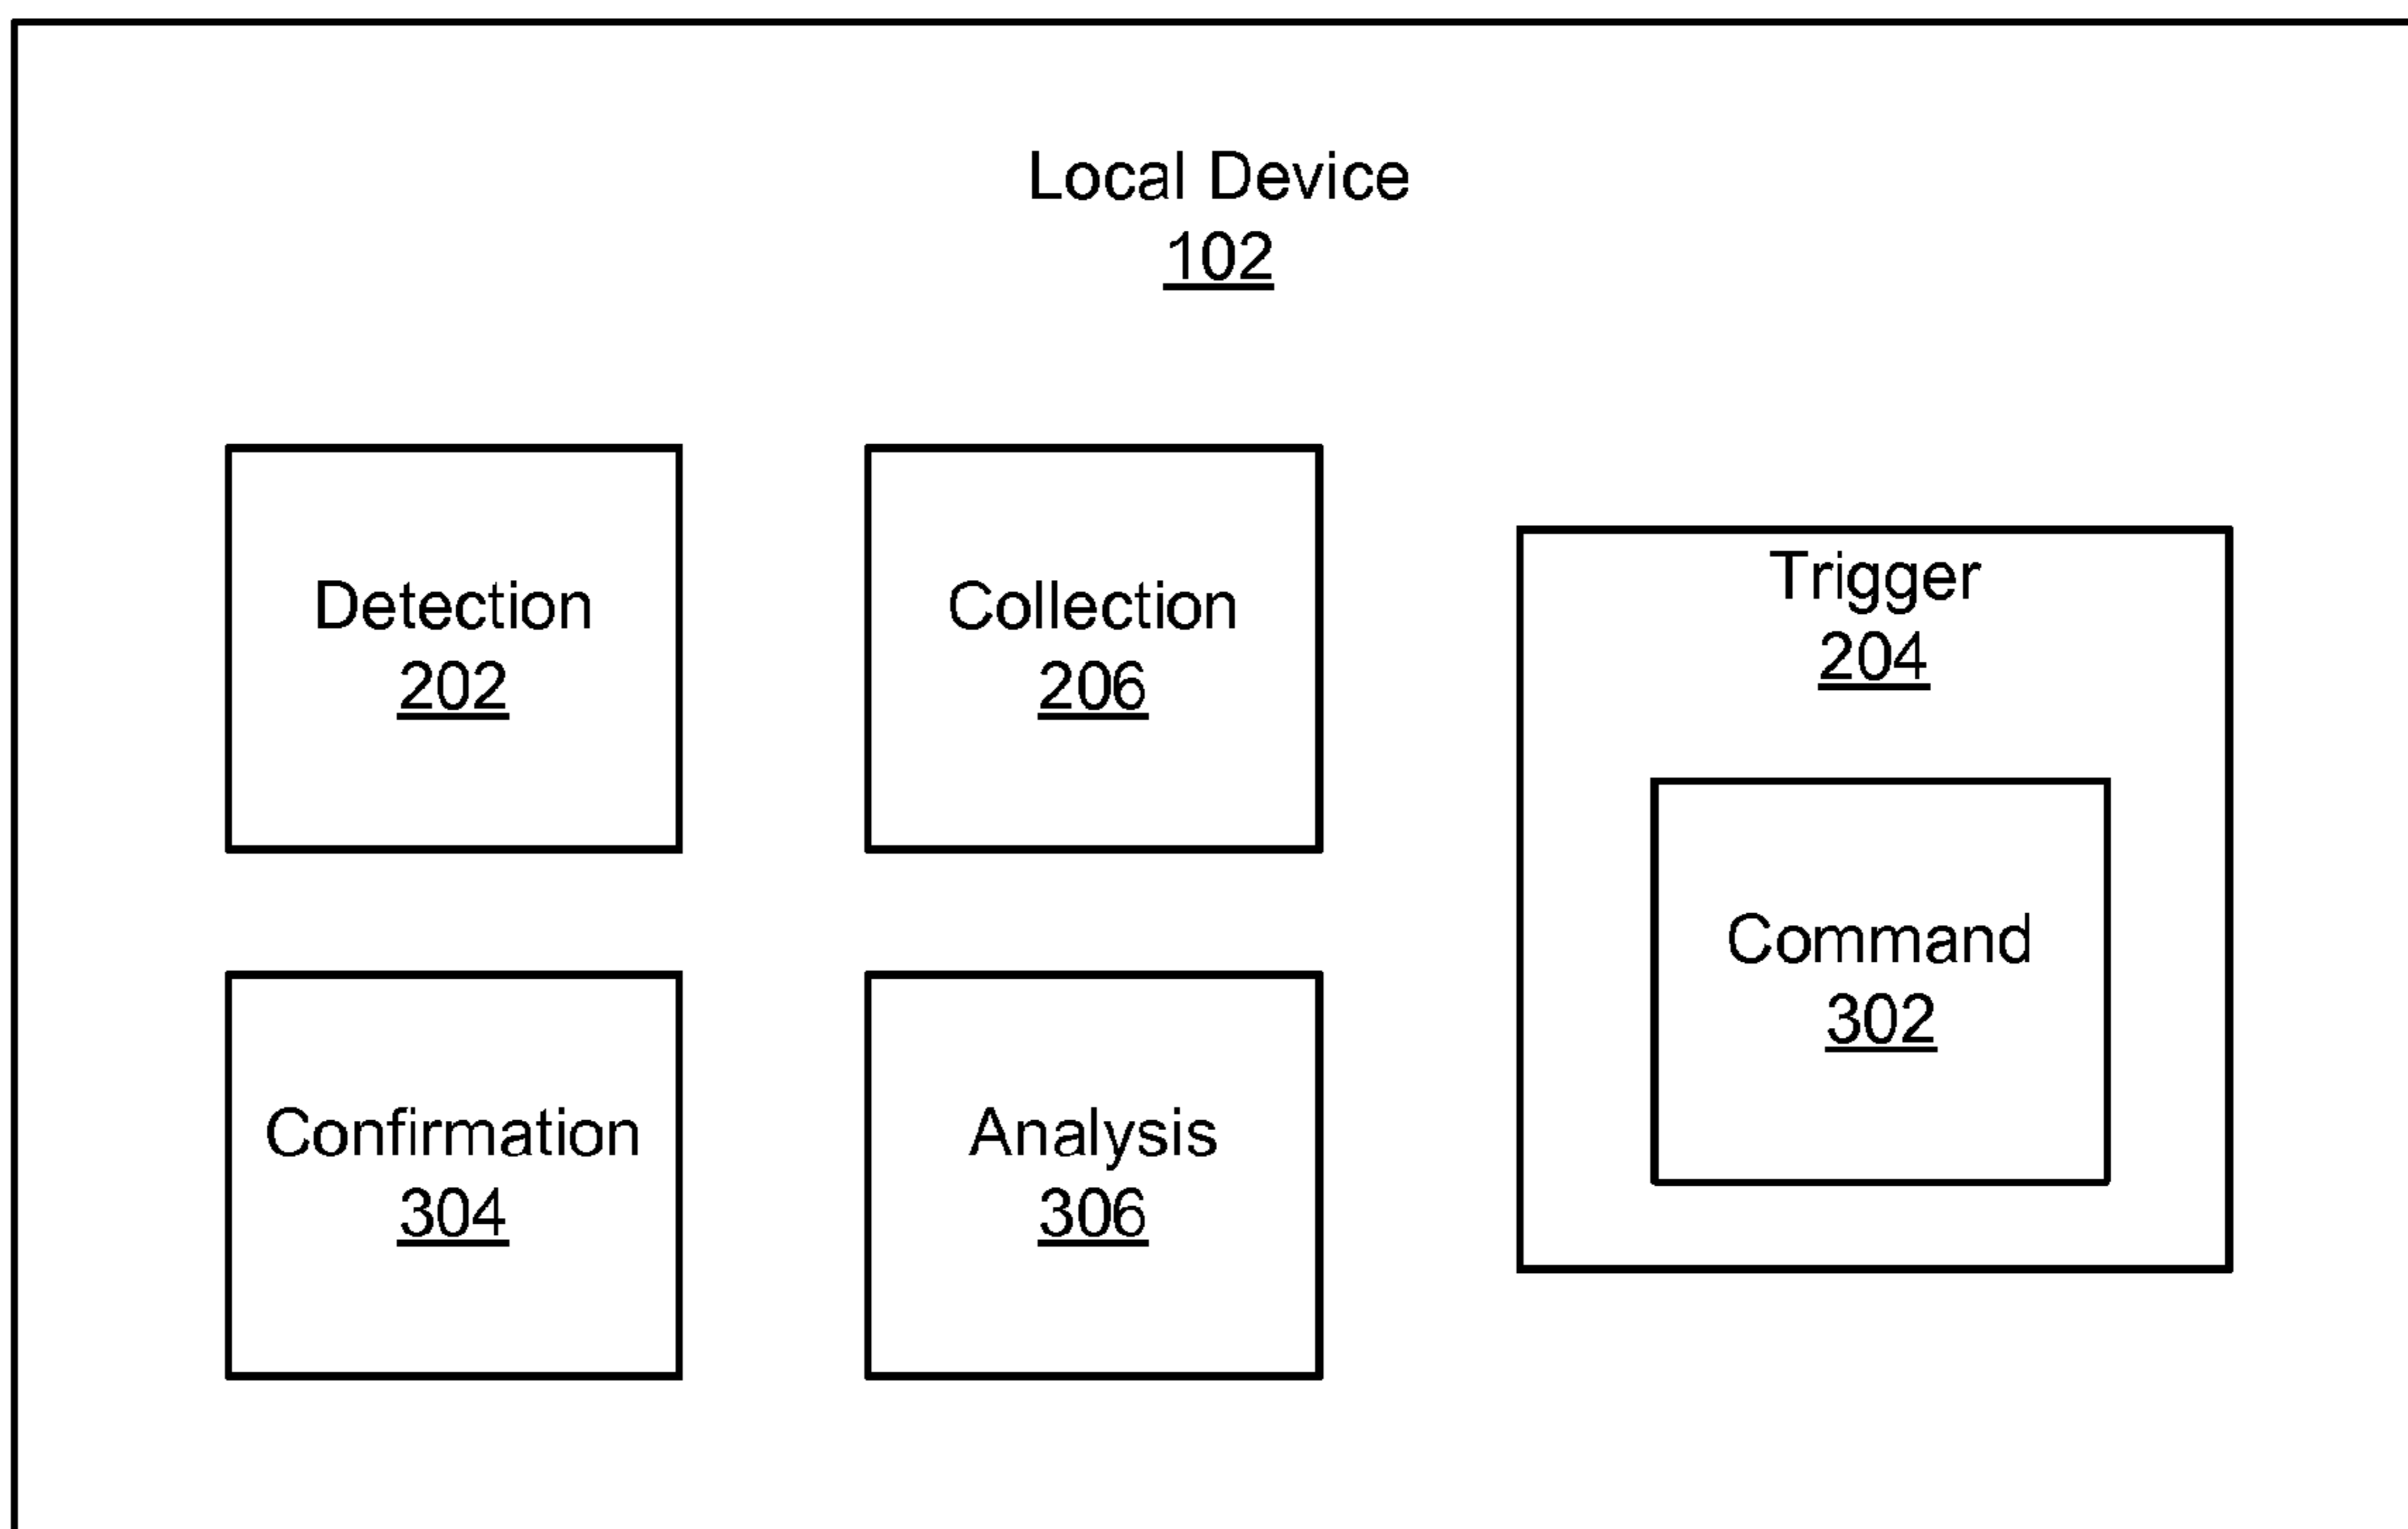 Local Device
102
Detection
202
Collection
206
Trigger
204
Command
302
Confirmation
304
Analysis
306